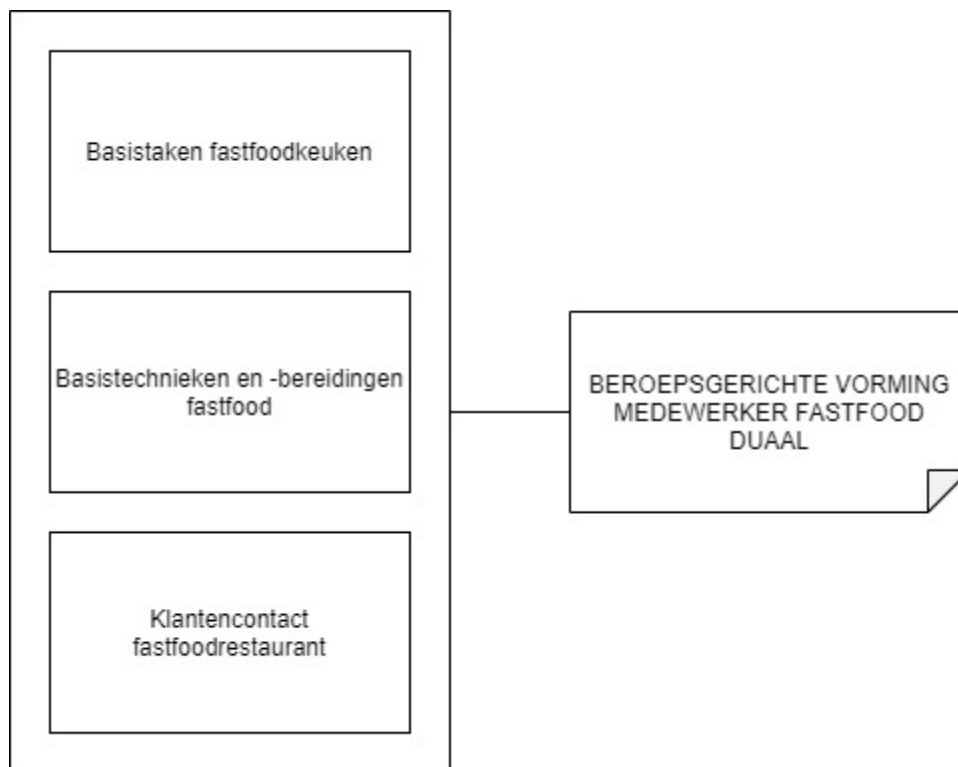 Basistaken fastfoodkeuken
Basistechnieken en -bereidingen
fastfood
Klantencontact
fastfoodrestaurant
BEROEPSGERICHTE VORMING
MEDEWERKER FASTFOOD
DUAAL